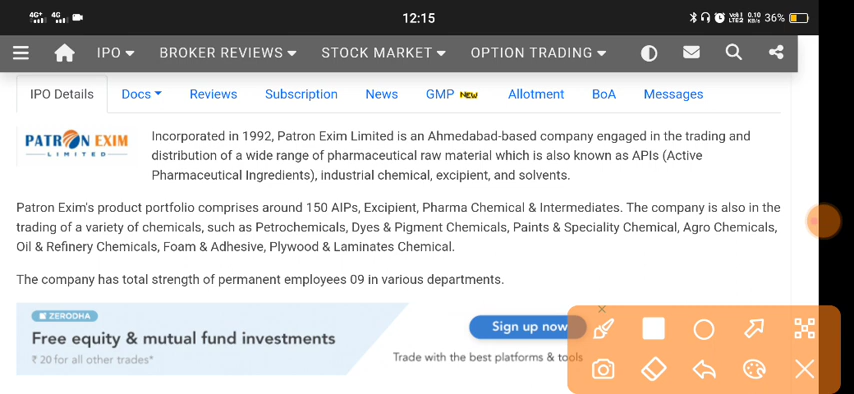 4G+ 4G 12:15 VoI1 LTE2 0.10 KB/s 36%
IPO BROKER REVIEWS STOCK MARKET OPTION TRADING
IPO Details Docs Reviews Subscription News GMP NEW Allotment BoA Messages
PATRON EXIM
LIMITED
Incorporated in 1992, Patron Exim Limited is an Ahmedabad-based company engaged in the trading and
distribution of a wide range of pharmaceutical raw material which is also known as APIs (Active
Pharmaceutical Ingredients), industrial chemical, excipient, and solvents.
Patron Exim's product portfolio comprises around 150 AIPs, Excipient, Pharma Chemical & Intermediates. The company is also in the
trading of a variety of chemicals, such as Petrochemicals, Dyes & Pigment Chemicals, Paints & Speciality Chemical, Agro Chemicals,
Oil & Refinery Chemicals, Foam & Adhesive, Plywood & Laminates Chemical.
The company has total strength of permanent employees 09 in various departments.
ZERODHA
Free equity & mutual fund investments
₹ 20 for all other trades*
Sign up now
Trade with the best platforms & tools